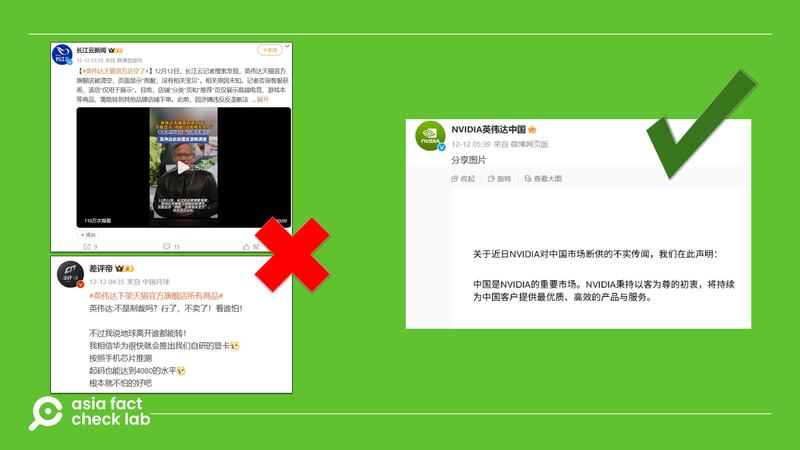 长江云新闻
12-12 03:58 来自 微博视频号
+关注
【#英伟达天猫官方店空了#】12月12日，长江云记者搜索发现，英伟达天猫官方
旗舰店被清空，页面显示“抱歉，没有相关宝贝”。相关原因未知。记者咨询客服获
悉，该店“仅用于展示”。目前，店铺“分类”页和“推荐”页仅展示高端电竞、游戏本
等商品，需跳转到其他品牌店铺下单。此前，因涉嫌违反反垄断法 ... 展开
110万次观看
+ 添加
9
15
52
差评帝
12-12 04:35 来自 中国月球
#英伟达下架天猫官方旗舰店所有商品#
英伟达:不是制裁吗？行了，不卖了！看谁怕！
不过我说地球离开谁都能转！
我相信华为很快就会推出我们自研的显卡
按照手机芯片推测
起码也能达到4080的水平
根本就不怕的好吧
NVIDIA英伟达中国
12-12 05:39 来自 微博网页版
分享图片
收起
旋转
查看大图
关于近日NVIDIA对中国市场断供的不实传闻，我们在此声明：
中国是NVIDIA的重要市场。NVIDIA秉持以客为尊的初衷，将持续
为中国客户提供最优质、高效的产品与服务。
asia fact
check lab